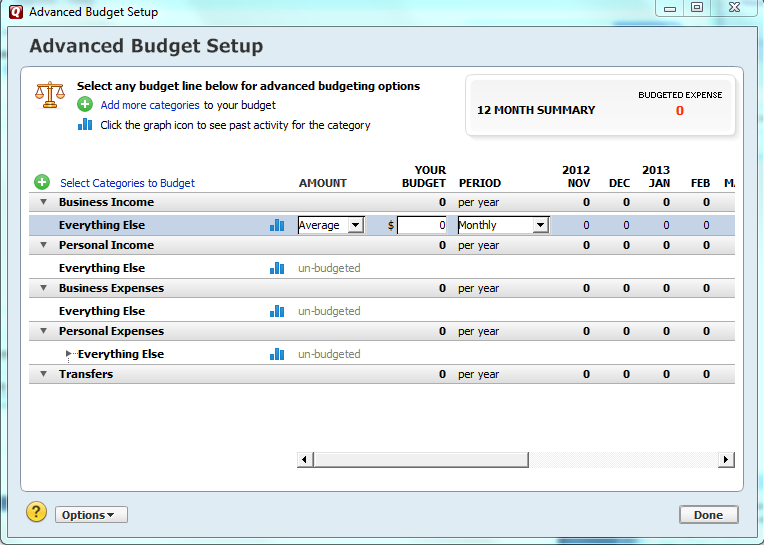 Advanced Budget Setup
Advanced Budget Setup
Select any budget line below for advanced budgeting options
Add more categories to your budget
Click the graph icon to see past activity for the category
12 MONTH SUMMARY
BUDGETED EXPENSE
0
Select Categories to Budget AMOUNT YOUR BUDGET PERIOD 2012 NOV DEC 2013 JAN FEB
Business Income 0 per year 0 0 0 0
Everything Else Average $ 0 Monthly 0 0 0 0
Personal Income 0 per year 0 0 0 0
Everything Else un-budgeted
Business Expenses 0 per year 0 0 0 0
Everything Else un-budgeted
Personal Expenses 0 per year 0 0 0 0
Everything Else un-budgeted
Transfers 0 per year 0 0 0 0
? Options Done